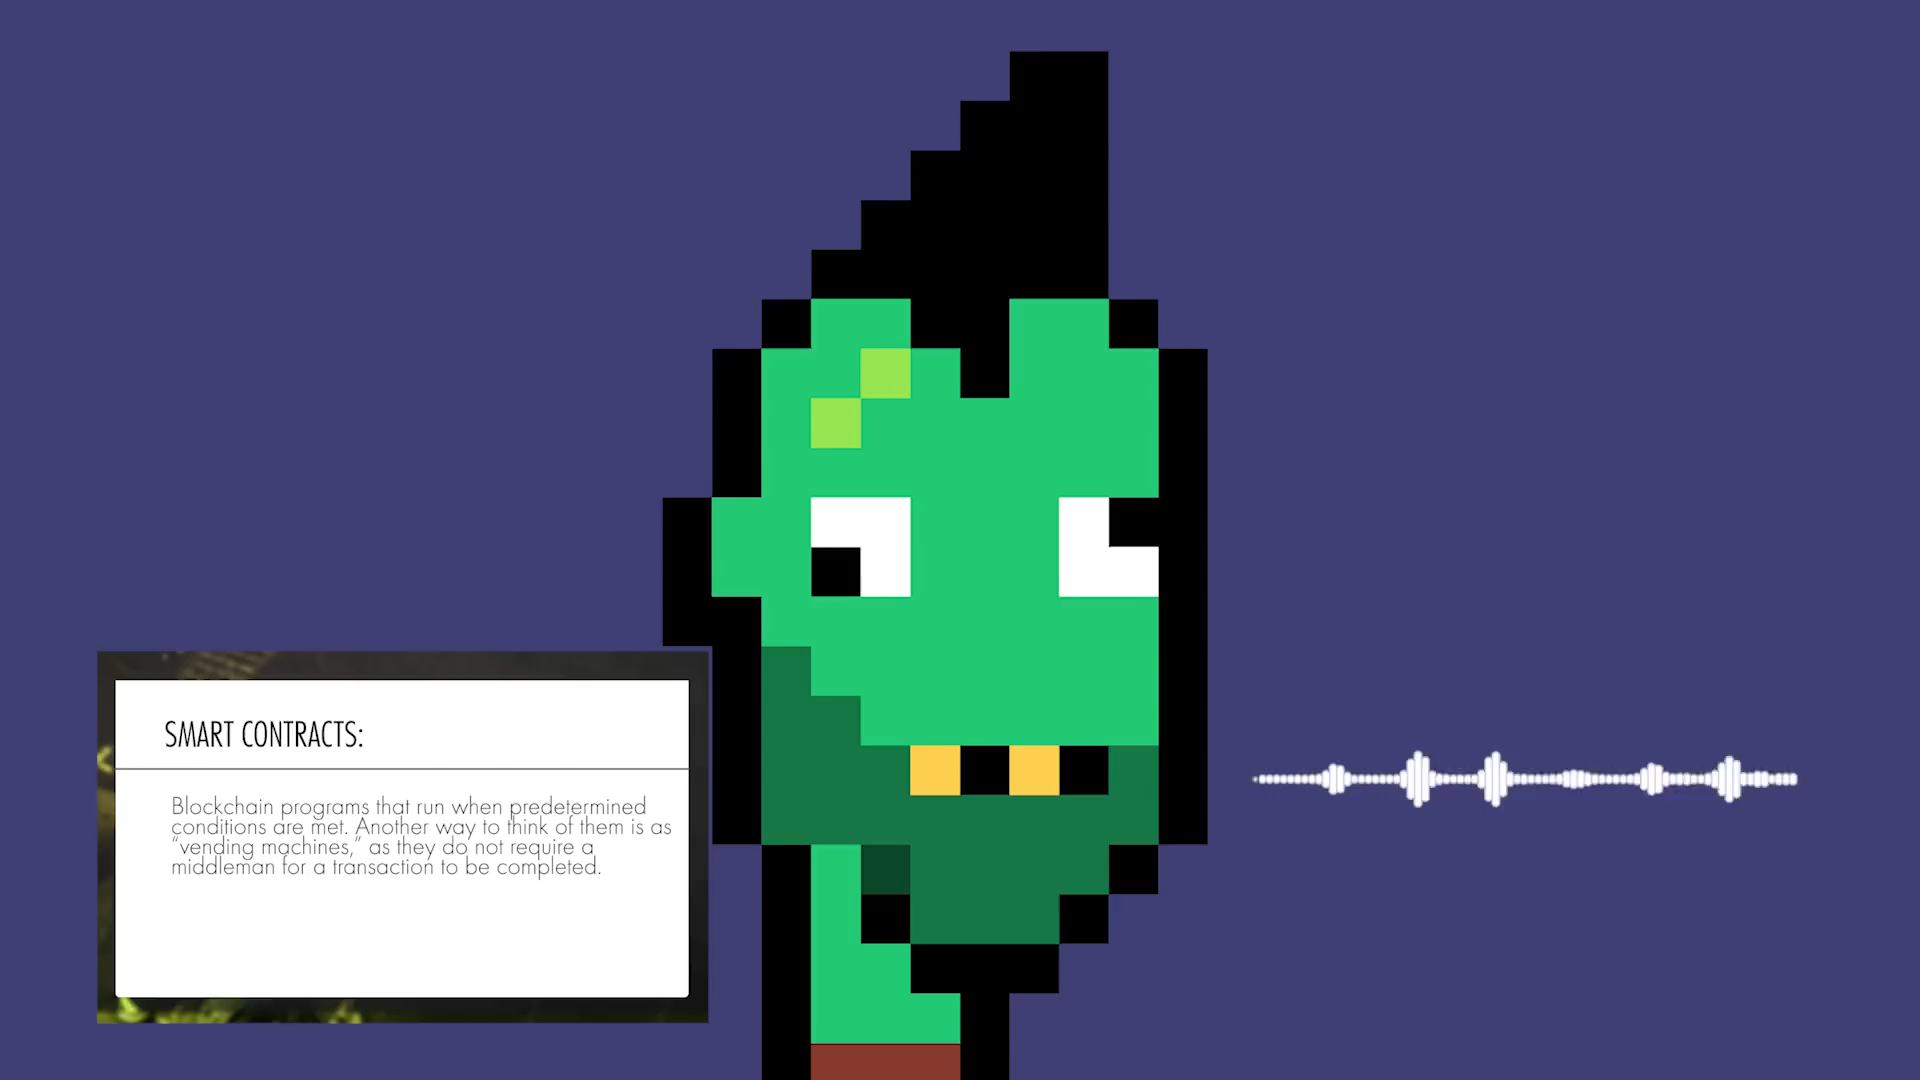 SMART CONTRACTS:
Blockchain programs that run when predetermined
conditions are met. Another way to think of them is as
“vending machines,” as they do not require a
middleman for a transaction to be completed.